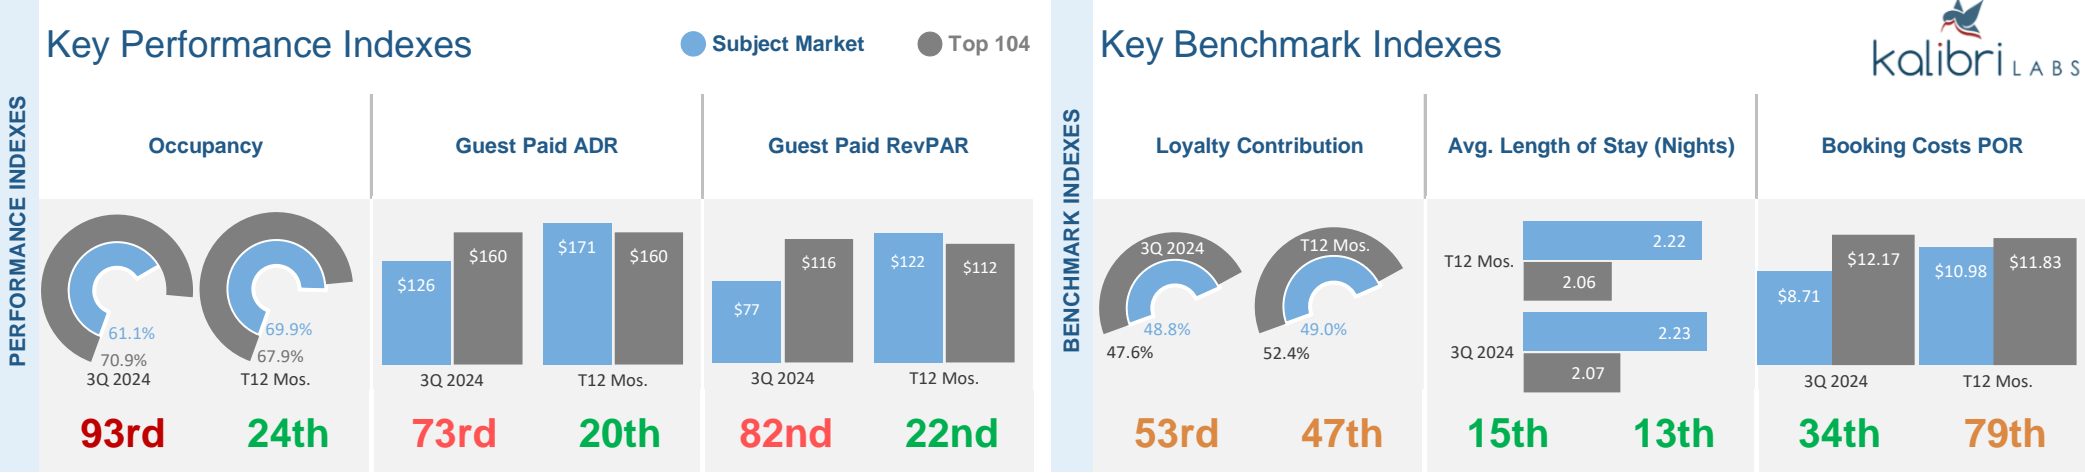 PERFORMANCE INDEXES
Key Performance Indexes
Subject Market
Top 104
Occupancy
Guest Paid ADR
Guest Paid RevPAR
61.1%
70.9%
3Q 2024
69.9%
67.9%
T12 Mos.
$126
$160
3Q 2024
$171
$160
T12 Mos.
$77
$116
3Q 2024
$122
$112
T12 Mos.
93rd
24th
73rd
20th
82nd
22nd
BENCHMARK INDEXES
Key Benchmark Indexes
kalibri LABS
Loyalty Contribution
Avg. Length of Stay (Nights)
Booking Costs POR
3Q 2024
48.8%
47.6%
T12 Mos.
49.0%
52.4%
T12 Mos.
2.22
2.06
3Q 2024
2.23
2.07
$8.71
$12.17
3Q 2024
$10.98
$11.83
T12 Mos.
53rd
47th
15th
13th
34th
79th